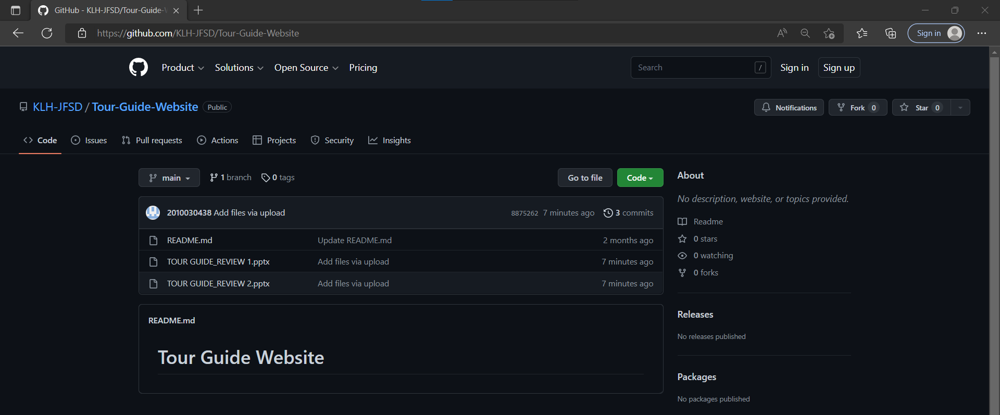 GitHub - KLH-JFSD/Tour-Guide-
https://github.com/KLH-JFSD/Tour-Guide-Website
Sign in
Product
Solutions
Open Source
Pricing
Search
/
Sign in
Sign up
KLH-JFSD / Tour-Guide-Website
Public
Notifications
Fork 0
Star 0
Code
Issues
Pull requests
Actions
Projects
Security
Insights
main
1 branch
0 tags
Go to file
Code
2010030438 Add files via upload
8875262 7 minutes ago
3 commits
README.md
Update README.md
2 months ago
TOUR GUIDE_REVIEW 1.pptx
Add files via upload
7 minutes ago
TOUR GUIDE_REVIEW 2.pptx
Add files via upload
7 minutes ago
README.md
Tour Guide Website
About
No description, website, or topics provided.
Readme
0 stars
0 watching
0 forks
Releases
No releases published
Packages
No packages published